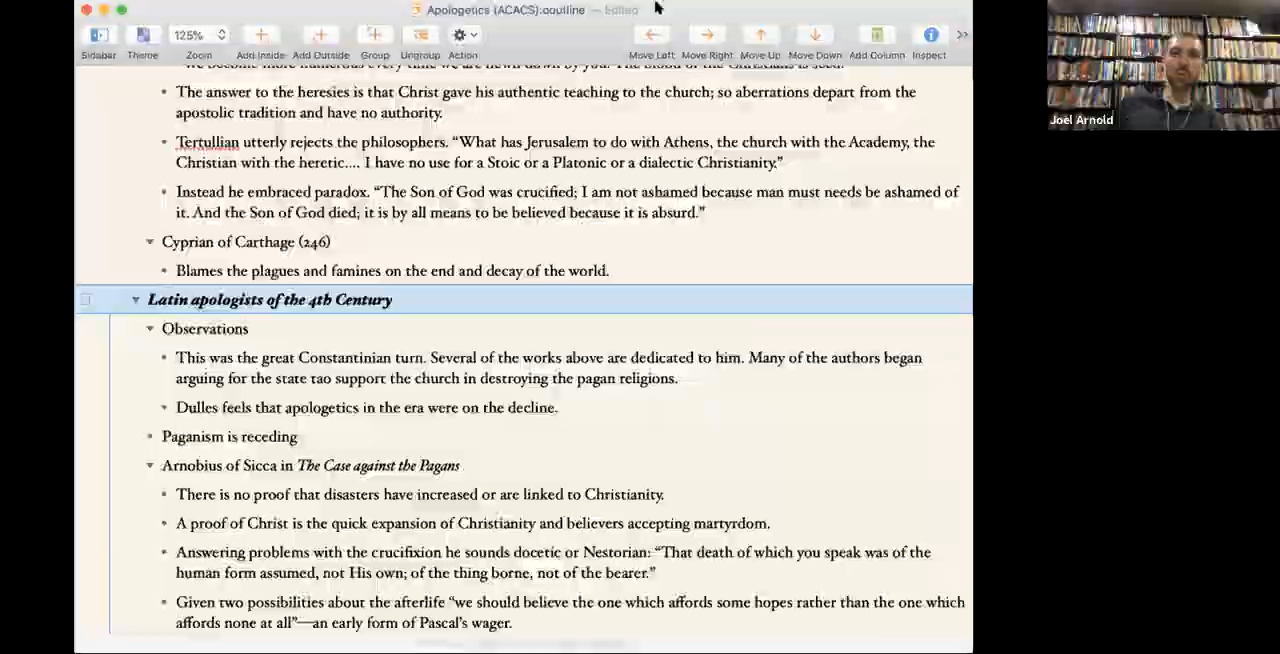 Apologetics (ACACS).ooutline — Edited
125%
Sidebar Theme Zoom Add Inside Add Outside Group Ungroup Action Move Left Move Right Move Up Move Down Add Column Inspect
Joel Arnold
• The answer to the heresies is that Christ gave his authentic teaching to the church; so aberrations depart from the
apostolic tradition and have no authority.
• Tertullian utterly rejects the philosophers. “What has Jerusalem to do with Athens, the church with the Academy, the
Christian with the heretic.... I have no use for a Stoic or a Platonic or a dialectic Christianity.”
• Instead he embraced paradox. “The Son of God was crucified; I am not ashamed because man must needs be ashamed of
it. And the Son of God died; it is by all means to be believed because it is absurd.”
Cyprian of Carthage (246)
• Blames the plagues and famines on the end and decay of the world.
Latin apologists of the 4th Century
Observations
• This was the great Constantinian turn. Several of the works above are dedicated to him. Many of the authors began
arguing for the state tao support the church in destroying the pagan religions.
• Dulles feels that apologetics in the era were on the decline.
• Paganism is receding
Arnobius of Sicca in The Case against the Pagans
• There is no proof that disasters have increased or are linked to Christianity.
• A proof of Christ is the quick expansion of Christianity and believers accepting martyrdom.
• Answering problems with the crucifixion he sounds docetic or Nestorian: “That death of which you speak was of the
human form assumed, not His own; of the thing borne, not of the bearer.”
• Given two possibilities about the afterlife “we should believe the one which affords some hopes rather than the one which
affords none at all”—an early form of Pascal’s wager.